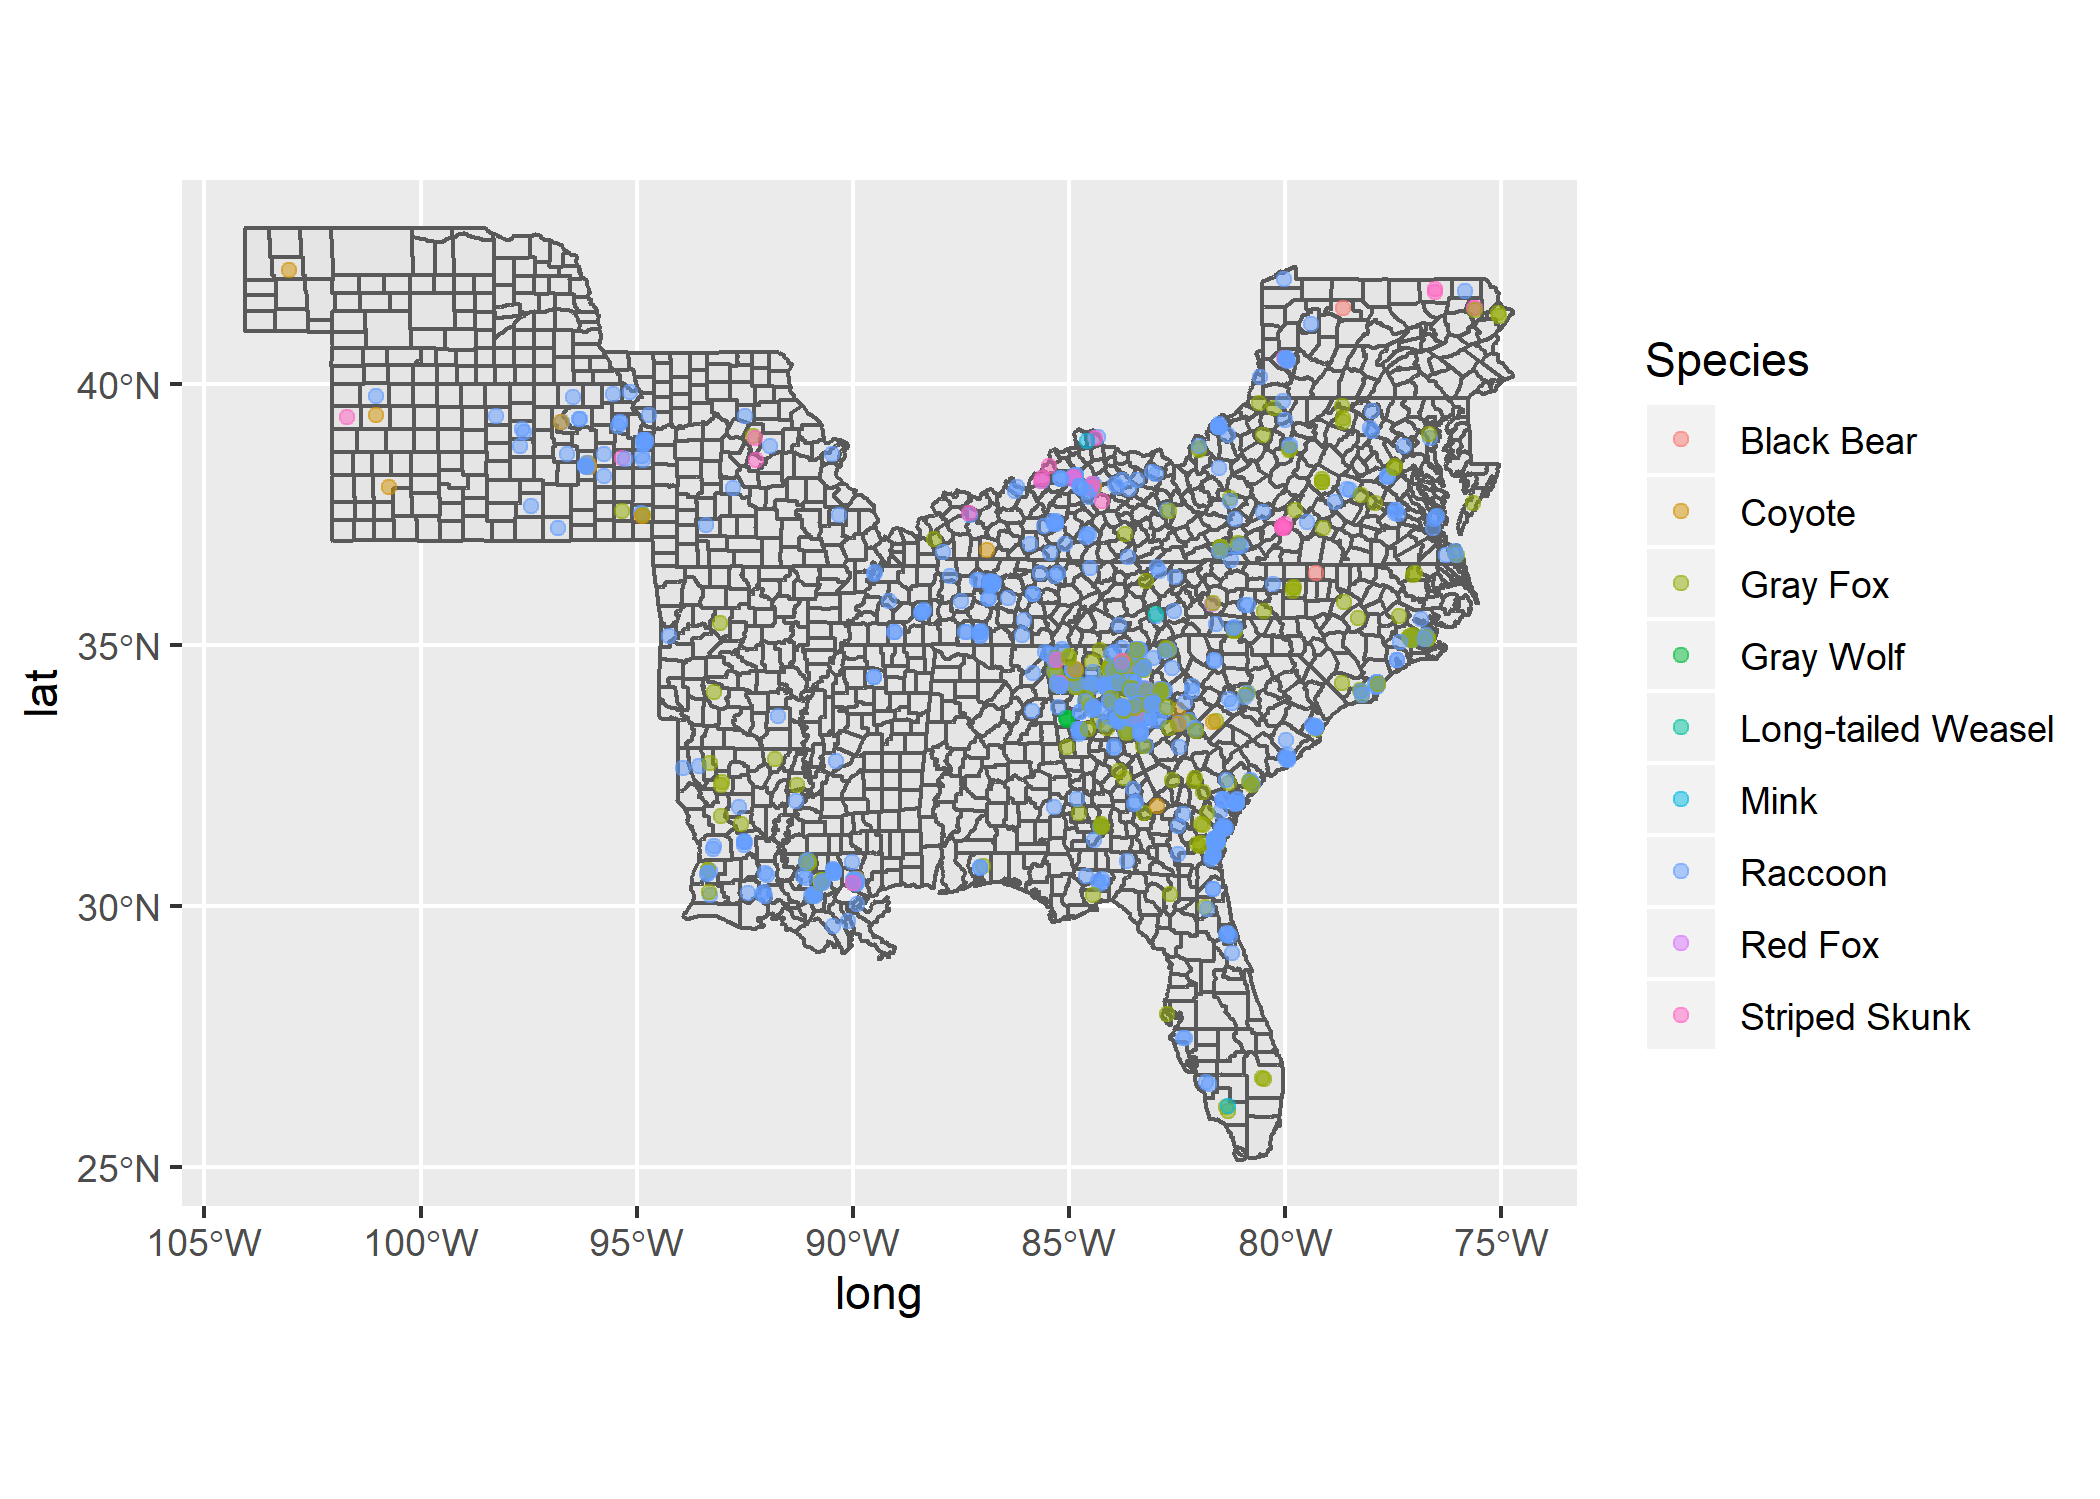 40°N
35°N
30°N
25°N
lat
105°W 100°W 95°W 90°W 85°W 80°W 75°W
long
Species
Black Bear
Coyote
Gray Fox
Gray Wolf
Long-tailed Weasel
Mink
Raccoon
Red Fox
Striped Skunk